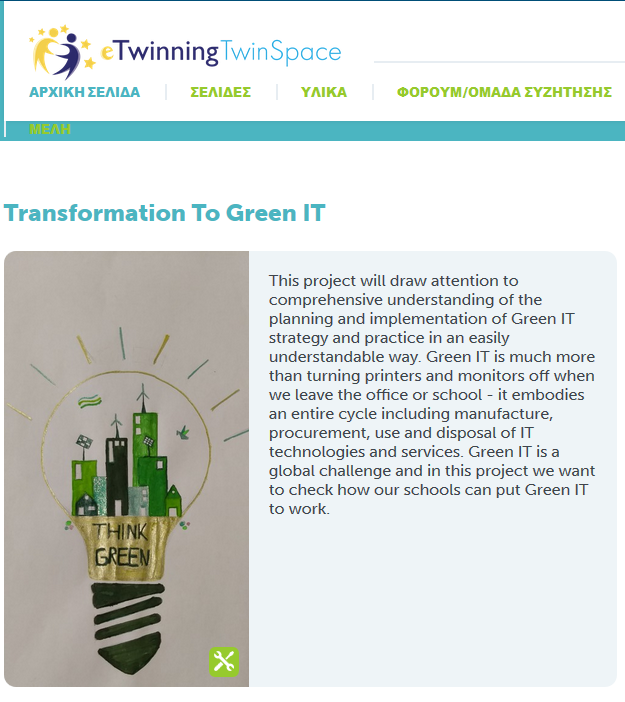 eTwinningTwinSpace
ΑΡΧΙΚΗ ΣΕΛΙΔΑ ΣΕΛΙΔΕΣ ΥΛΙΚΑ ΦΟΡΟΥΜ/ΟΜΑΔΑ ΣΥΖΗΤΗΣΗΣ
ΜΕΛΗ
Transformation To Green IT
THINK
GREEN
This project will draw attention to
comprehensive understanding of the
planning and implementation of Green IT
strategy and practice in an easily
understandable way. Green IT is much more
than turning printers and monitors off when
we leave the office or school - it embodies
an entire cycle including manufacture,
procurement, use and disposal of IT
technologies and services. Green IT is a
global challenge and in this project we want
to check how our schools can put Green IT
to work.